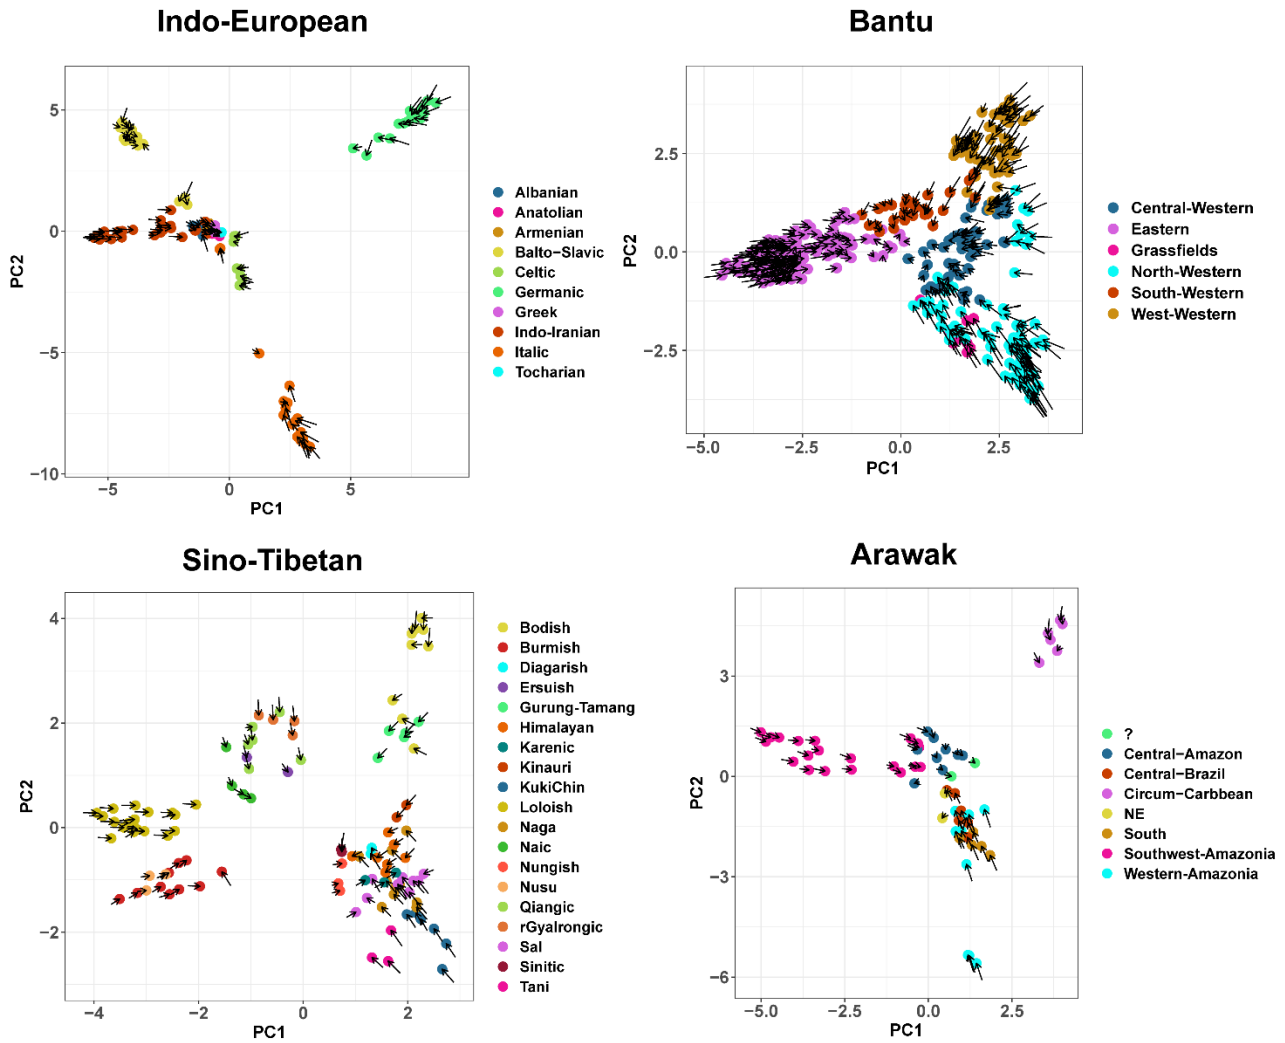 Indo-European
5
0
−5
−10
PC2
−5
0
5
PC1
Albanian
Anatolian
Armenian
Balto−Slavic
Celtic
Germanic
Greek
Indo-Iranian
Italic
Tocharian
Bantu
2.5
0.0
−2.5
PC2
−5.0
−2.5
0.0
2.5
PC1
Central-Western
Eastern
Grassfields
North-Western
South-Western
West-Western
Sino-Tibetan
4
2
0
−2
PC2
−4
−2
0
2
PC1
Bodish
Burmish
Diagarish
Ersuish
Gurung-Tamang
Himalayan
Karenic
Kinauri
KukiChin
Loloish
Naga
Naic
Nungish
Nusu
Qiangic
rGyalrongic
Sal
Sinitic
Tani
Arawak
3
0
−3
−6
PC2
−5.0
−2.5
0.0
2.5
PC1
?
Central−Amazon
Central−Brazil
Circum-Carbbean
NE
South
Southwest-Amazonia
Western-Amazonia